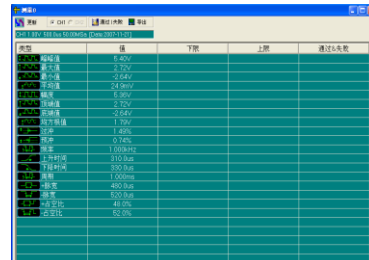 测量0
更新 CH1 通过\失败 导出
CH1 1.00V 500.0us 50.00MSa [Date:2007-11-21]
类型 值 下限 上限 通过&失败
峰峰值 5.40V
最大值 2.72V
最小值 -2.64V
平均值 24.9mV
幅度 5.36V
顶端值 2.72V
底端值 -2.64V
均方根值 1.79V
过冲 1.49%
预冲 0.74%
频率 1.000kHz
上升时间 310.0us
下降时间 330.0us
周期 1.000ms
+脉宽 480.0us
-脉宽 520.0us
+占空比 48.0%
-占空比 52.0%